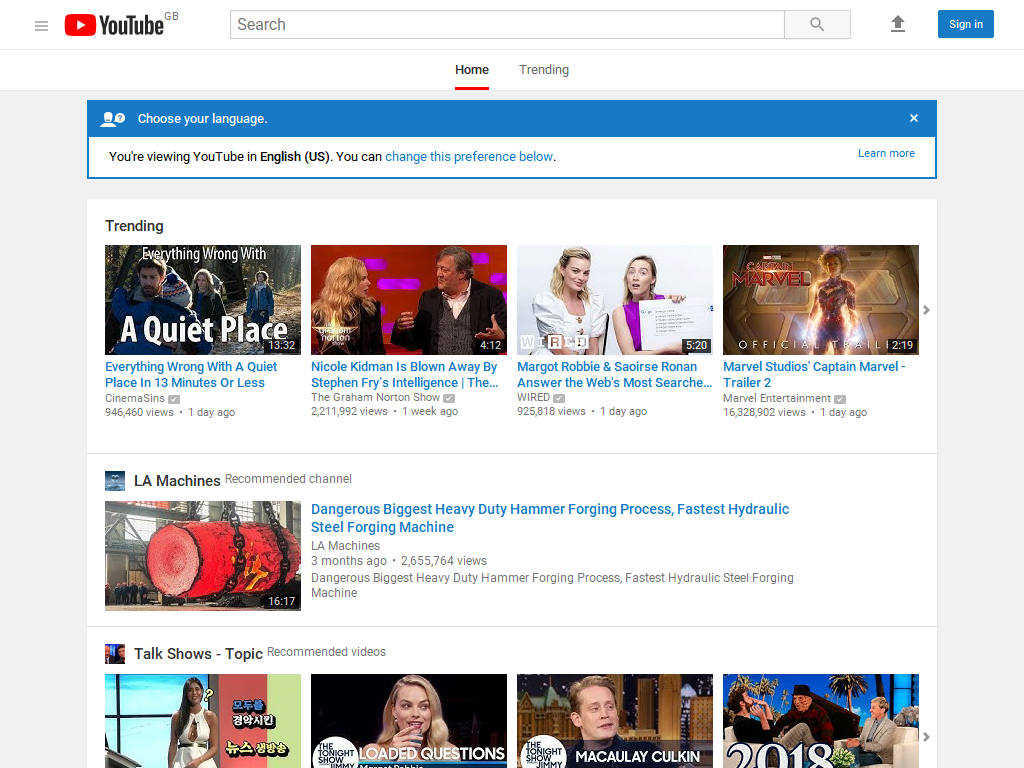 YouTube GB
Search
Sign in
Home
Trending
Choose your language.
×
You're viewing YouTube in English (US). You can change this preference below.
Learn more
Trending
Everything Wrong With
A Quiet Place
13:32
the graham norton show
4:12
WIRED
5:20
MARVEL STUDIOS
CAPTAIN MARVEL
OFFICIAL TRAIL
2:19
Everything Wrong With A Quiet
Place In 13 Minutes Or Less
CinemaSins
946,460 views • 1 day ago
Nicole Kidman Is Blown Away By
Stephen Fry’s Intelligence | The...
The Graham Norton Show
2,211,992 views • 1 week ago
Margot Robbie & Saoirse Ronan
Answer the Web's Most Searche...
WIRED
925,818 views • 1 day ago
Marvel Studios' Captain Marvel -
Trailer 2
Marvel Entertainment
16,328,902 views • 1 day ago
LA Machines Recommended channel
16:17
Dangerous Biggest Heavy Duty Hammer Forging Process, Fastest Hydraulic
Steel Forging Machine
LA Machines
3 months ago • 2,655,764 views
Dangerous Biggest Heavy Duty Hammer Forging Process, Fastest Hydraulic Steel Forging
Machine
Talk Shows - Topic Recommended videos
?
모두를
경악시킨
뉴스 생방송
THE
TONIGHT
SHOW
JIMMY
LOADED QUESTIONS
Margot Robbie
THE
TONIGHT
SHOW
JIMMY
MACAULAY CULKIN
2018